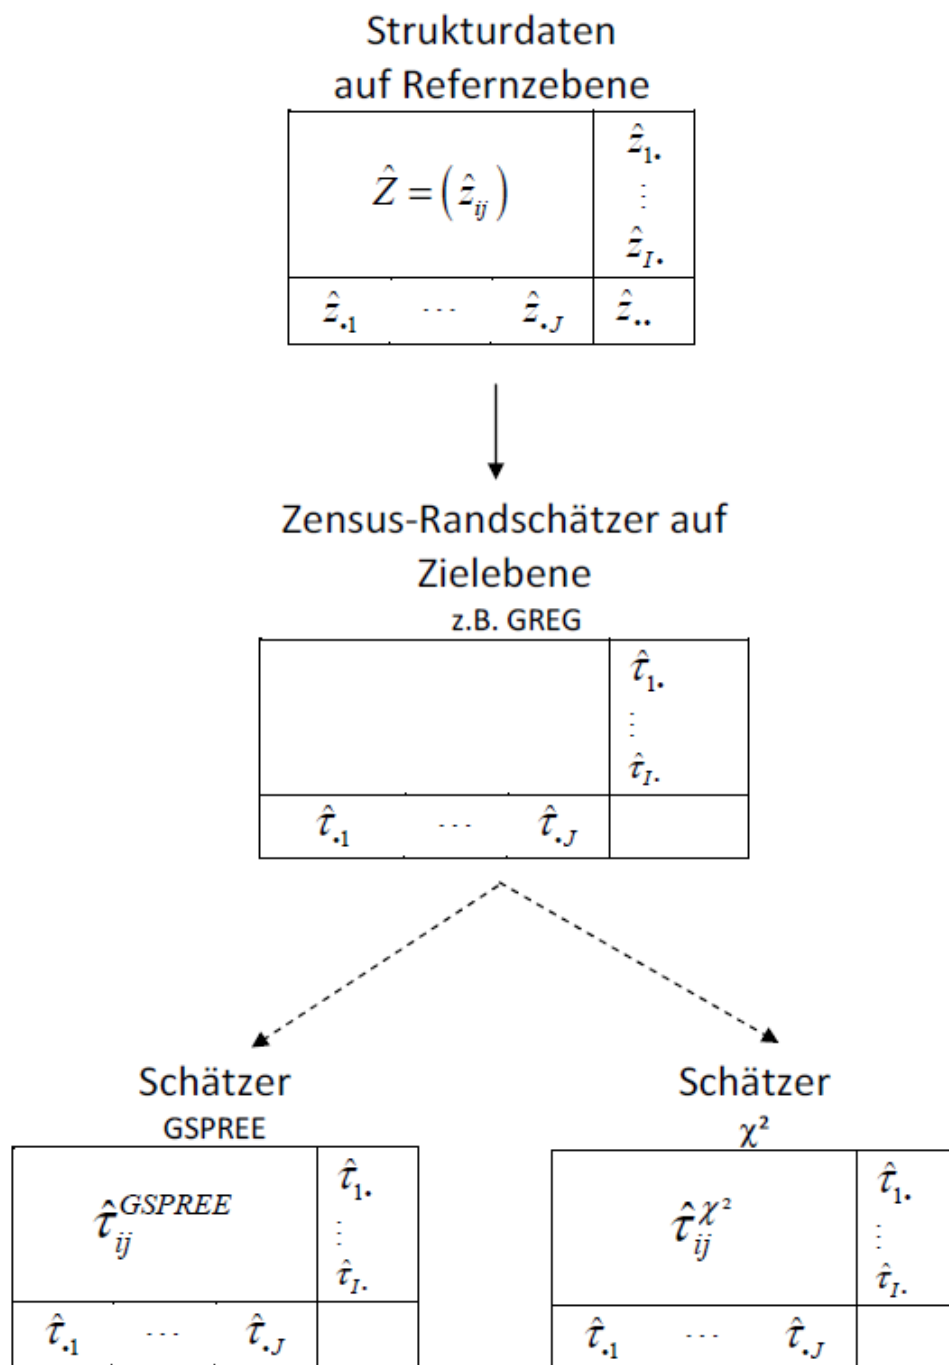 Strukturdaten
auf Refernzebene
Ẑ = (ẑ_ij)
ẑ_1•
⋮
ẑ_I•
ẑ_•1 ⋯ ẑ_•J ẑ_••
Zensus-Randschätzer auf
Zielebene
z.B. GREG
τ̂_1•
⋮
τ̂_I•
τ̂_•1 ⋯ τ̂_•J
Schätzer
GSPREE
τ̂_ij^GSPREE
τ̂_1•
⋮
τ̂_I•
τ̂_•1 ⋯ τ̂_•J
Schätzer
χ²
τ̂_ij^χ²
τ̂_1•
⋮
τ̂_I•
τ̂_•1 ⋯ τ̂_•J